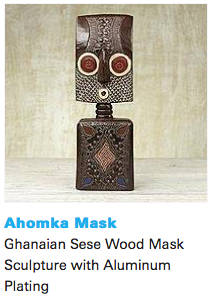 Ahomka Mask
Ghanaian Sese Wood Mask
Sculpture with Aluminum
Plating